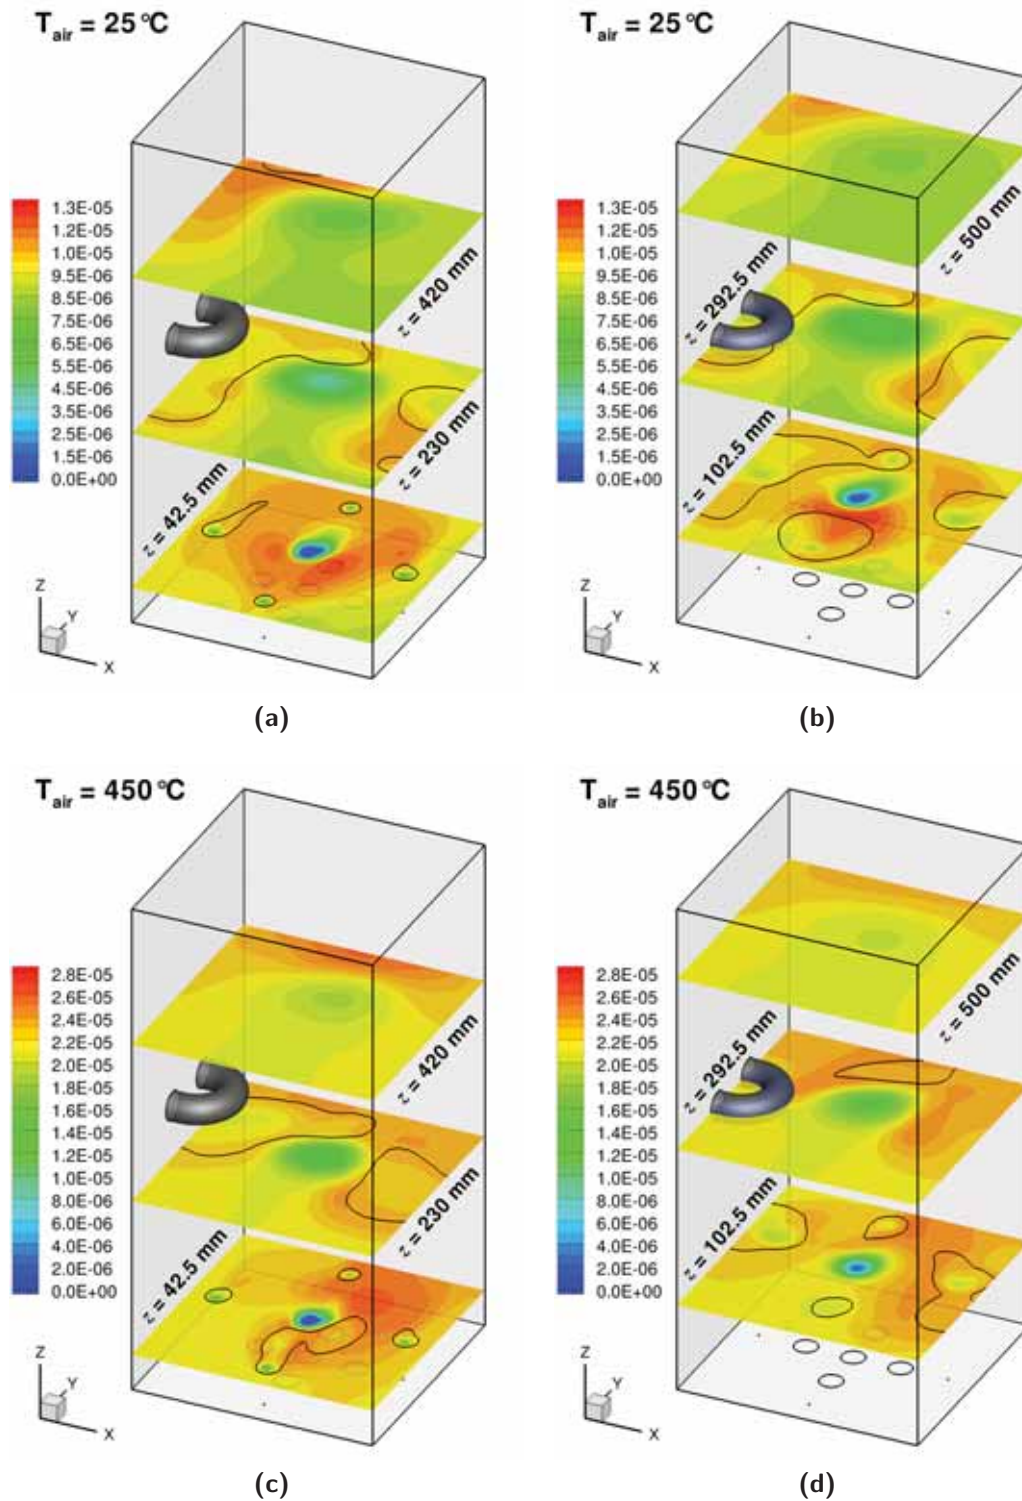 T_air = 25 °C
1.3E-05
1.2E-05
1.0E-05
9.5E-06
8.5E-06
7.5E-06
6.5E-06
5.5E-06
4.5E-06
3.5E-06
2.5E-06
1.5E-06
0.0E+00
z = 420 mm
z = 230 mm
z = 42.5 mm
Z
Y
X
(a)
T_air = 25 °C
1.3E-05
1.2E-05
1.0E-05
9.5E-06
8.5E-06
7.5E-06
6.5E-06
5.5E-06
4.5E-06
3.5E-06
2.5E-06
1.5E-06
0.0E+00
z = 500 mm
z = 292.5 mm
z = 102.5 mm
Z
Y
X
(b)
T_air = 450 °C
2.8E-05
2.6E-05
2.4E-05
2.2E-05
2.0E-05
1.8E-05
1.6E-05
1.4E-05
1.2E-05
1.0E-05
8.0E-06
6.0E-06
4.0E-06
2.0E-06
0.0E+00
z = 420 mm
z = 230 mm
z = 42.5 mm
Z
Y
X
(c)
T_air = 450 °C
2.8E-05
2.6E-05
2.4E-05
2.2E-05
2.0E-05
1.8E-05
1.6E-05
1.4E-05
1.2E-05
1.0E-05
8.0E-06
6.0E-06
4.0E-06
2.0E-06
0.0E+00
z = 500 mm
z = 292.5 mm
z = 102.5 mm
Z
Y
X
(d)